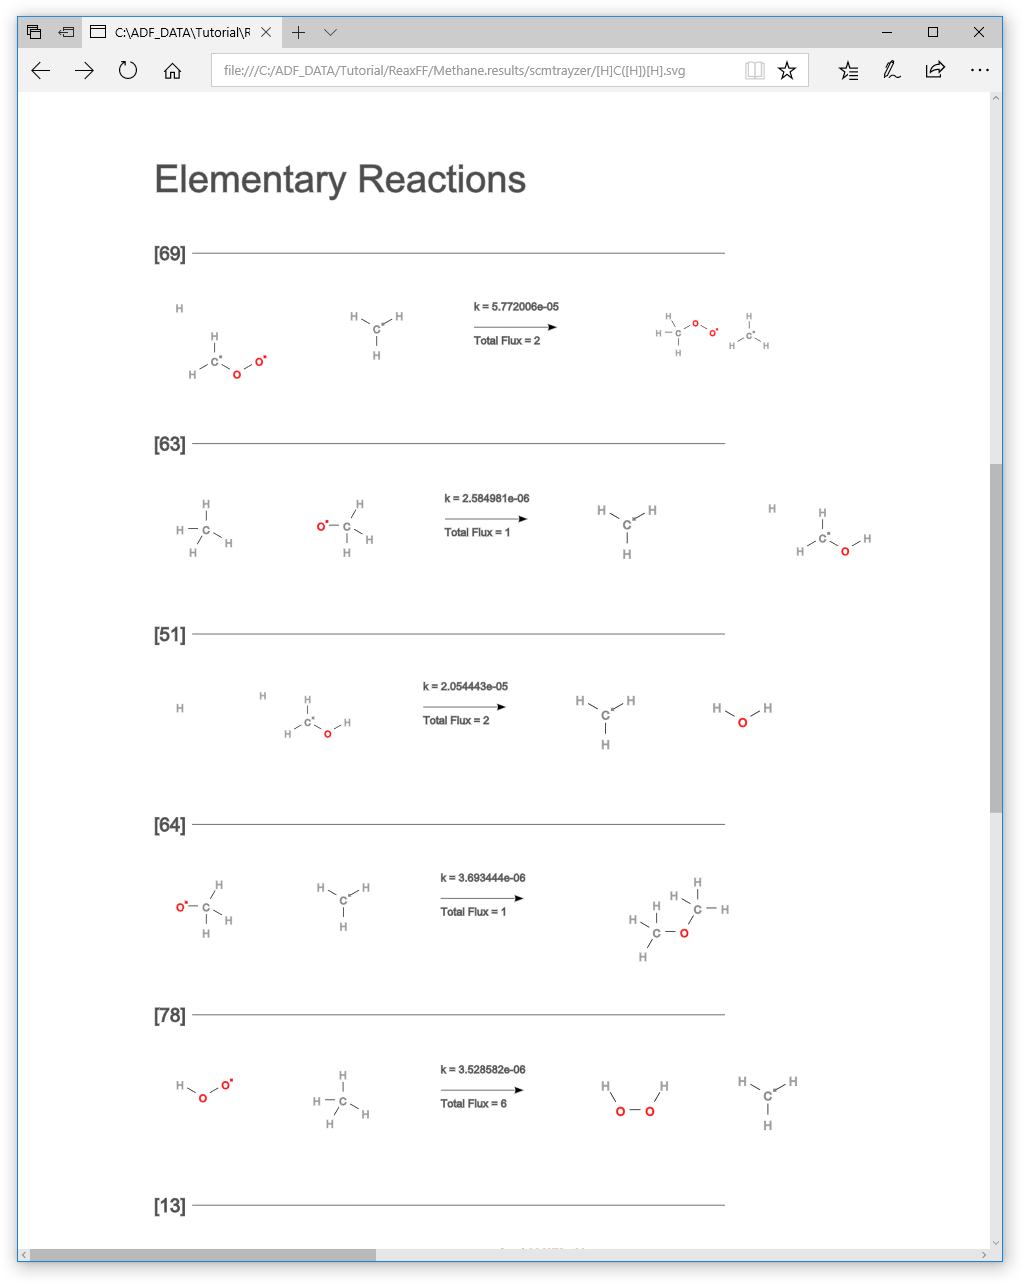 C:\ADF_DATA\Tutorial\R
file:///C:/ADF_DATA/Tutorial/ReaxFF/Methane.results/scmtrayzer/[H]C([H])[H].svg
Elementary Reactions
[69]
H
H H H C O O
H H C H
k = 5.772006e-05
Total Flux = 2
H H C H O O H H C H
[63]
H H C H H
O C H H H
k = 2.584981e-06
Total Flux = 1
H H C H
H
H H C O H
[51]
H
H
H H C O H
k = 2.054443e-05
Total Flux = 2
H H C H
H H O
[64]
H O C H H
H H C H
k = 3.693444e-06
Total Flux = 1
H H C H H H C O H
[78]
H O O
H H C H H
k = 3.528582e-06
Total Flux = 6
H H O O
H H C H
[13]